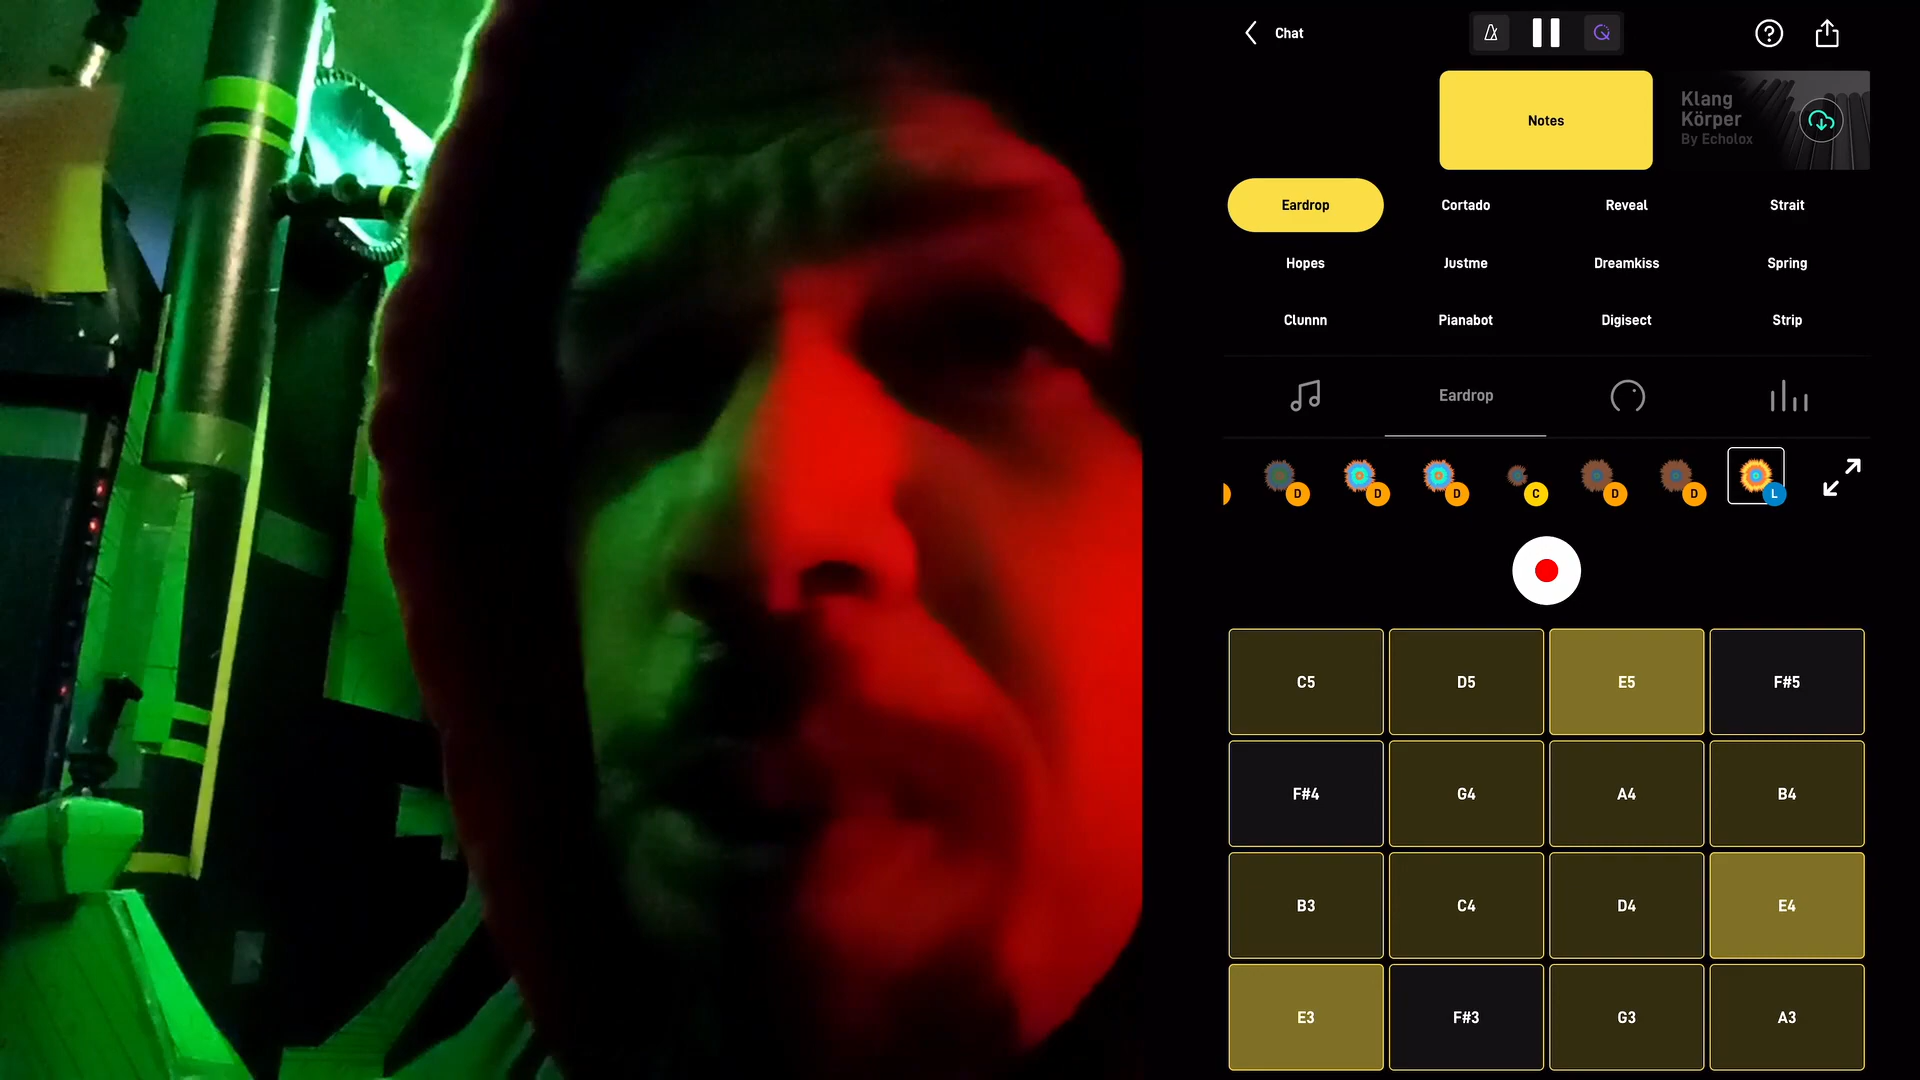 Chat
Notes
Klang
Körper
By Echolox
Eardrop Cortado Reveal Strait
Hopes Justme Dreamkiss Spring
Clunnn Pianabot Digisect Strip
Eardrop
D D D C D D L
C5 D5 E5 F#5
F#4 G4 A4 B4
B3 C4 D4 E4
E3 F#3 G3 A3